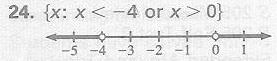 24. {x: x < -4 or x > 0}
-5 -4 -3 -2 -1 0 1